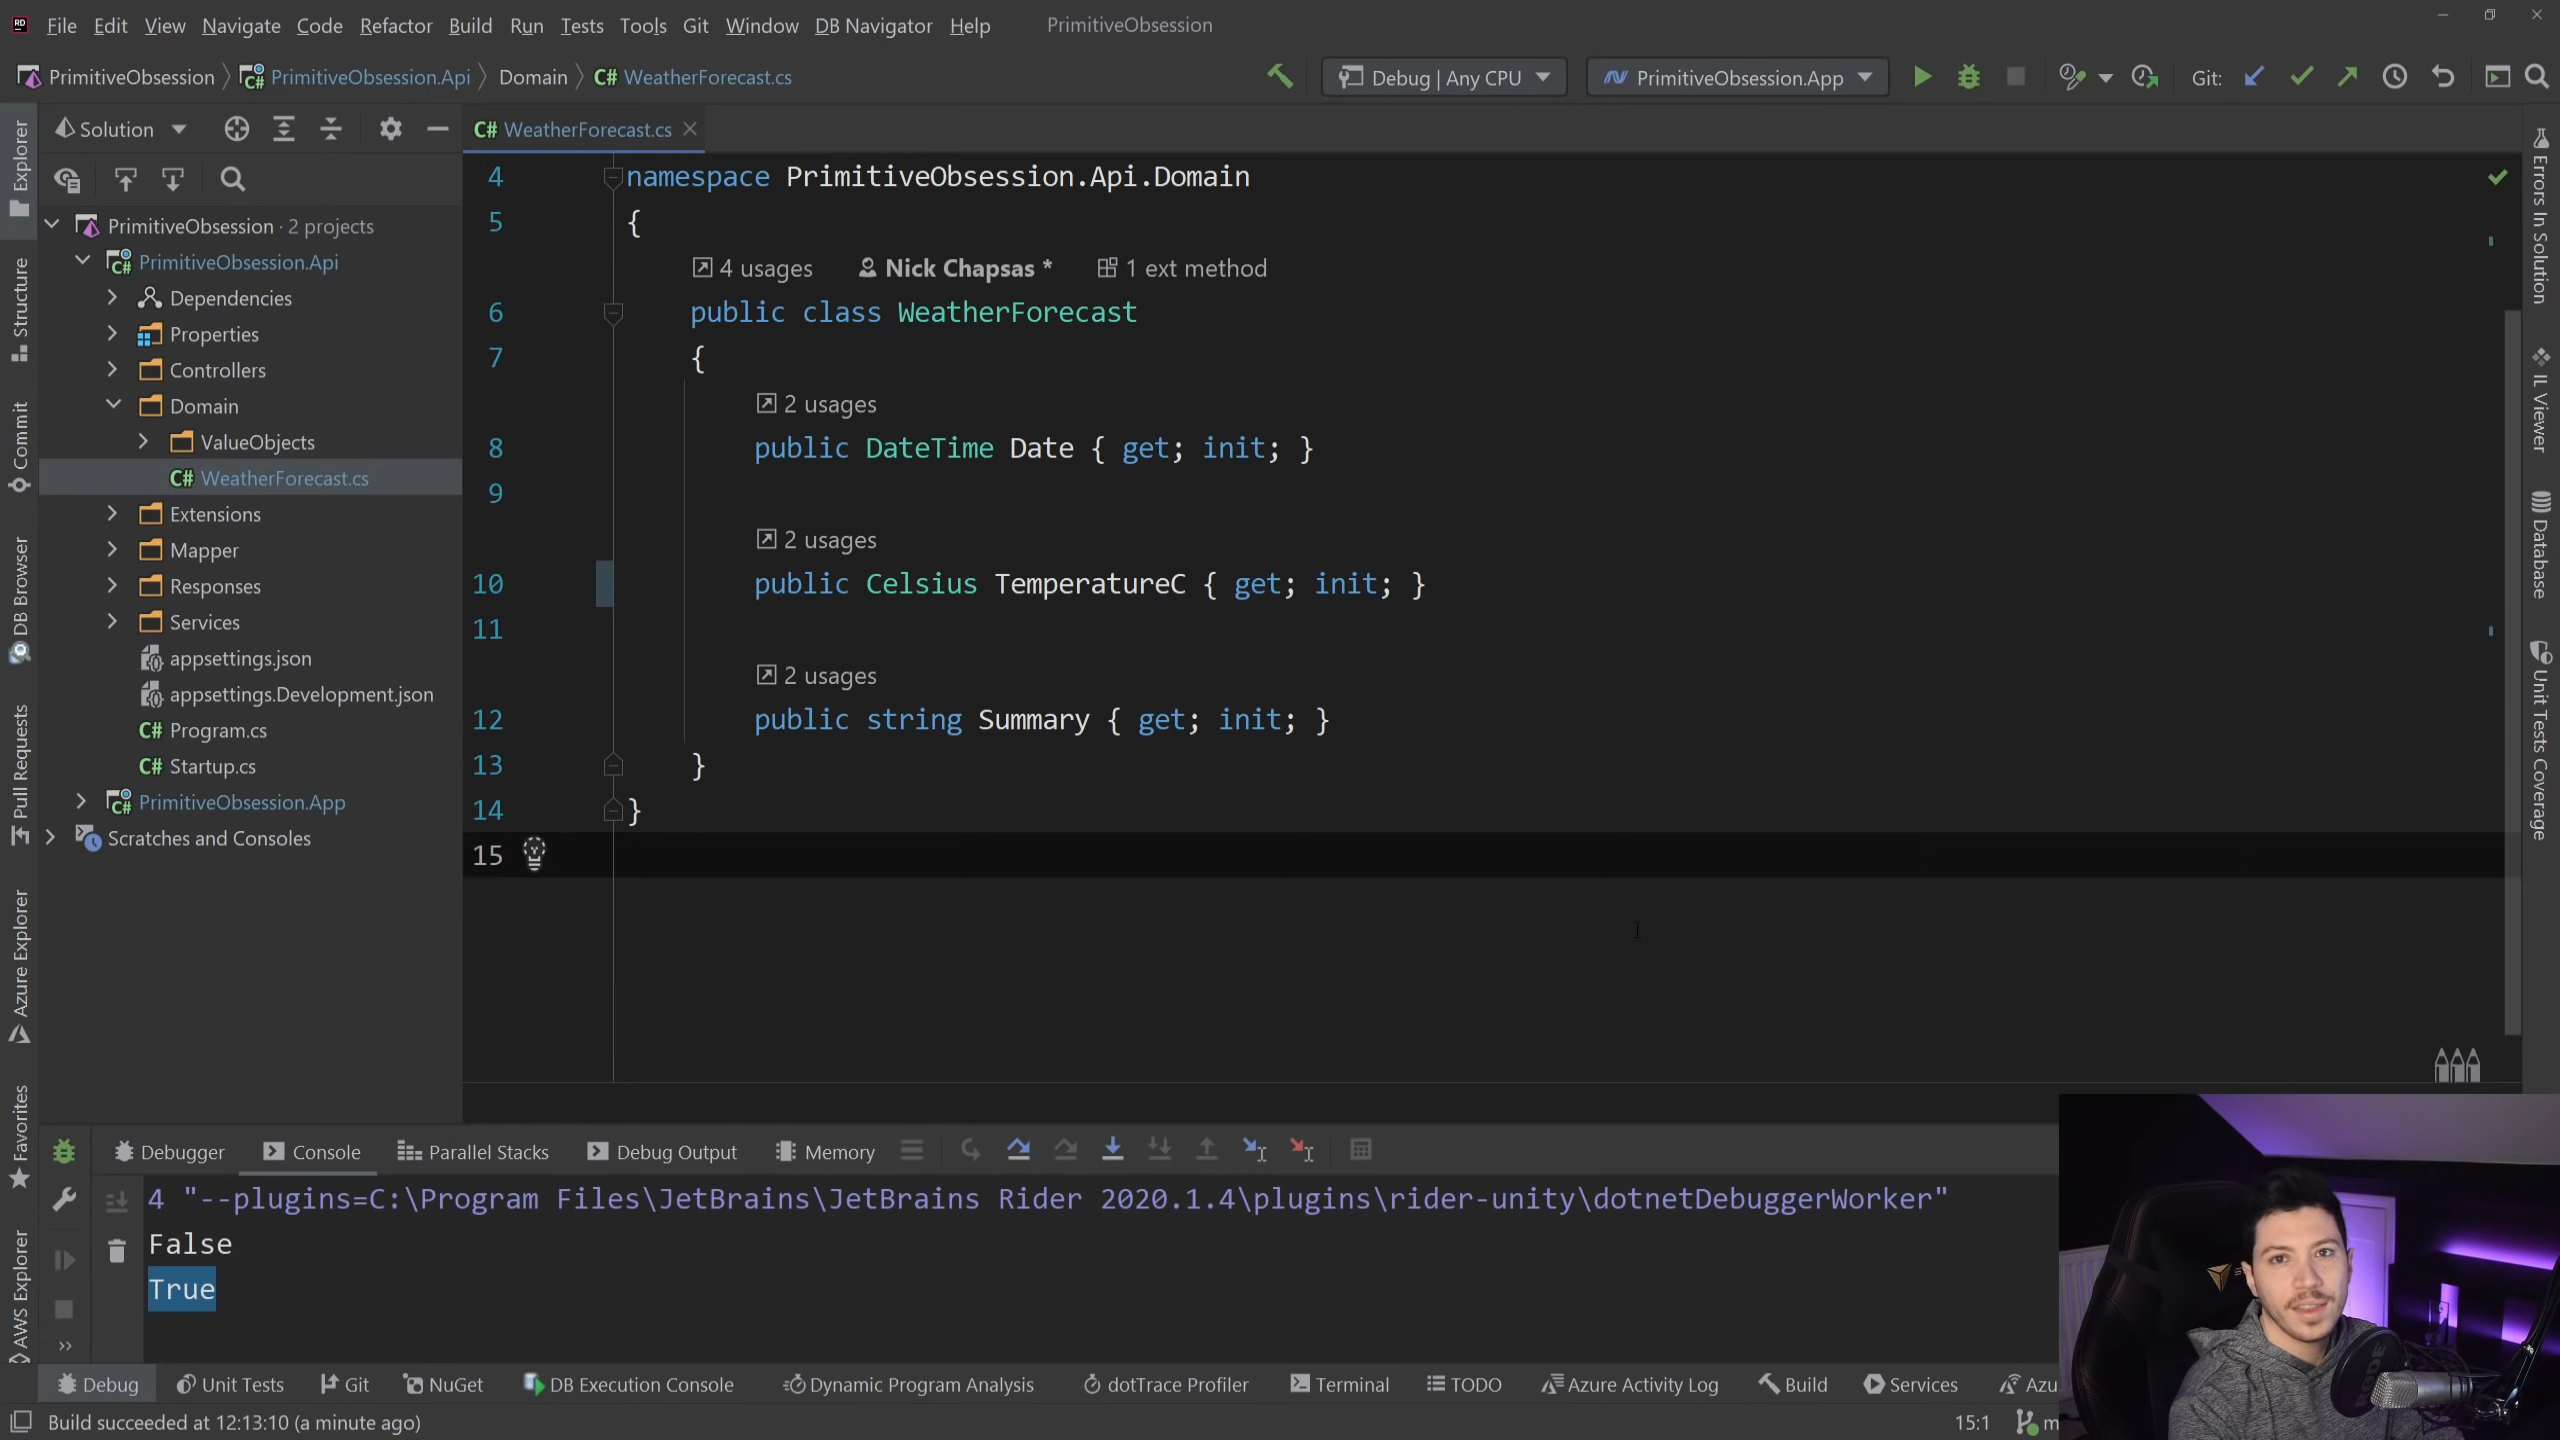 File Edit View Navigate Code Refactor Build Run Tests Tools Git Window DB Navigator Help PrimitiveObsession
PrimitiveObsession PrimitiveObsession.Api Domain C# WeatherForecast.cs Debug | Any CPU PrimitiveObsession.App Git:
Solution
C# WeatherForecast.cs
PrimitiveObsession · 2 projects
PrimitiveObsession.Api
Dependencies
Properties
Controllers
Domain
ValueObjects
C# WeatherForecast.cs
Extensions
Mapper
Responses
Services
appsettings.json
appsettings.Development.json
C# Program.cs
C# Startup.cs
PrimitiveObsession.App
Scratches and Consoles
Explorer
Structure
Commit
DB Browser
Pull Requests
Azure Explorer
Favorites
AWS Explorer
4 namespace PrimitiveObsession.Api.Domain
5 {
4 usages Nick Chapsas * 1 ext method
6 public class WeatherForecast
7 {
2 usages
8 public DateTime Date { get; init; }
9
2 usages
10 public Celsius TemperatureC { get; init; }
11
2 usages
12 public string Summary { get; init; }
13 }
14 }
15
Errors In Solution
IL Viewer
Database
Unit Tests Coverage
Debugger Console Parallel Stacks Debug Output Memory
4 "--plugins=C:\Program Files\JetBrains\JetBrains Rider 2020.1.4\plugins\rider-unity\dotnetDebuggerWorker"
False
True
Debug Unit Tests Git NuGet DB Execution Console Dynamic Program Analysis dotTrace Profiler Terminal TODO Azure Activity Log Build Services Azu
Build succeeded at 12:13:10 (a minute ago) 15:1 m